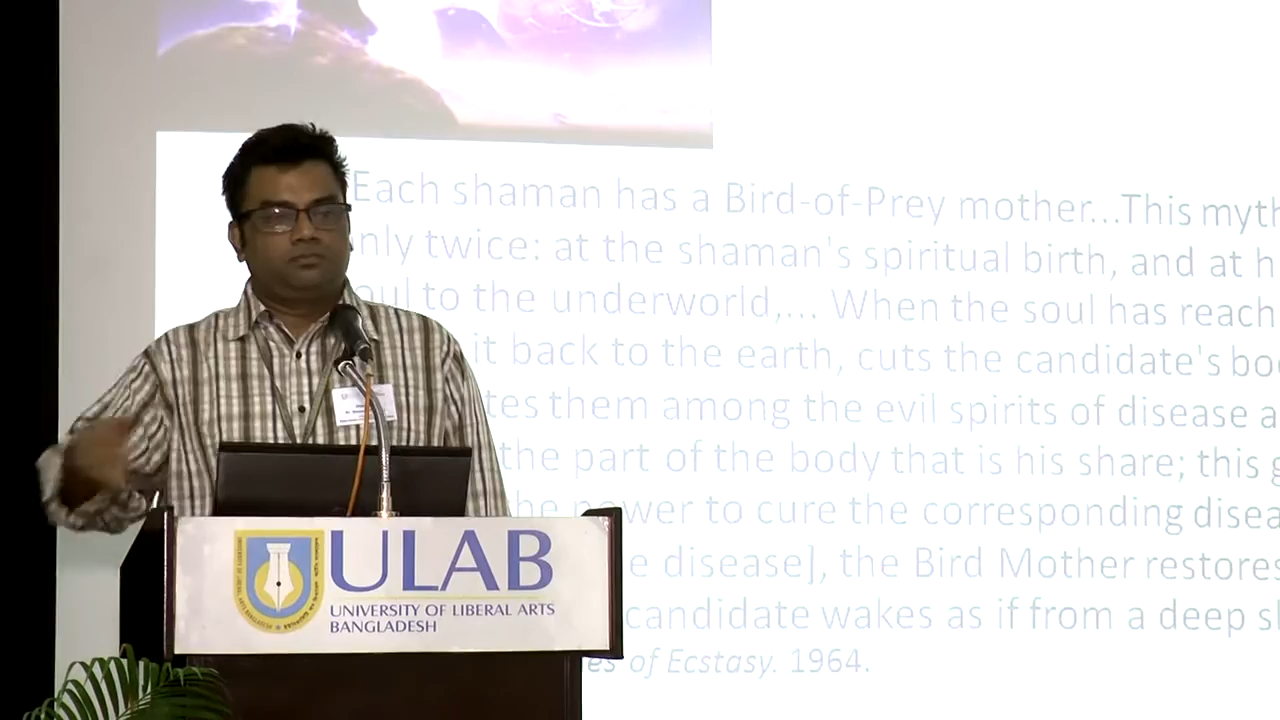 Each shaman has a Bird-of-Prey mother...This myth
nly twice: at the shaman's spiritual birth, and at h
oul to the underworld,... When the soul has reach
it back to the earth, cuts the candidate's bo
tes them among the evil spirits of disease a
the part of the body that is his share; this g
he power to cure the corresponding disea
e disease], the Bird Mother restores
candidate wakes as if from a deep sl
es of Ecstasy. 1964.
ULAB
UNIVERSITY OF LIBERAL ARTS
BANGLADESH